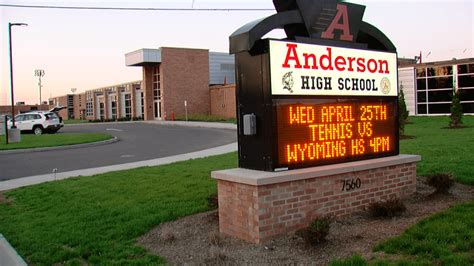 A
Anderson
HIGH SCHOOL
WED APRIL 25TH
TENNIS VS
WYOMING HS 4PM
7560